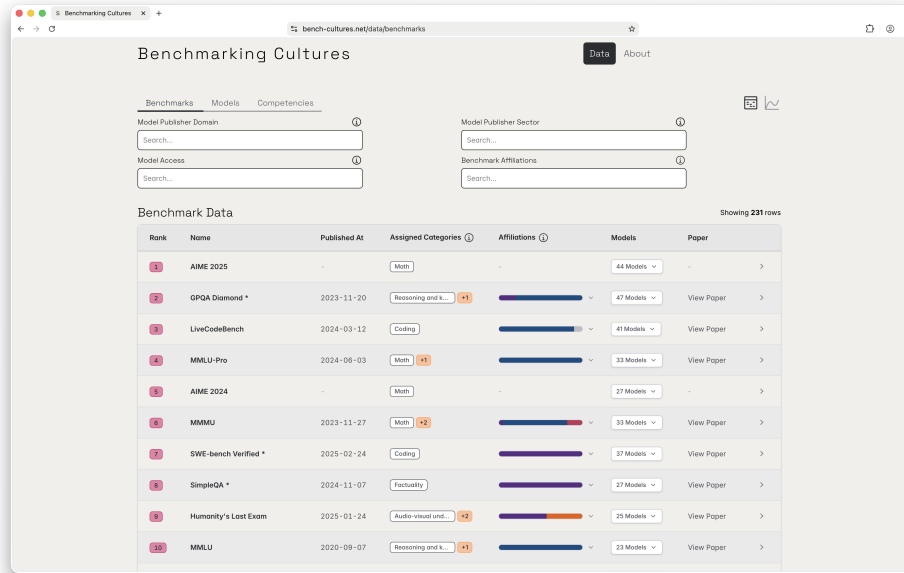 S Benchmarking Cultures × +
bench-cultures.net/data/benchmarks
Benchmarking Cultures
Data About
Benchmarks Models Competencies
Model Publisher Domain Model Publisher Sector
Search... Search...
Model Access Benchmark Affiliations
Search... Search...
Benchmark Data Showing 231 rows
Rank Name Published At Assigned Categories Affiliations Models Paper
1 AIME 2025 - Math - 44 Models -
2 GPQA Diamond * 2023-11-20 Reasoning and k... +1 47 Models View Paper
3 LiveCodeBench 2024-03-12 Coding 41 Models View Paper
4 MMLU-Pro 2024-06-03 Math +1 33 Models View Paper
5 AIME 2024 - Math - 27 Models -
6 MMMU 2023-11-27 Math +2 33 Models View Paper
7 SWE-bench Verified * 2025-02-24 Coding 37 Models View Paper
8 SimpleQA * 2024-11-07 Factuality 27 Models View Paper
9 Humanity's Last Exam 2025-01-24 Audio-visual und... +2 25 Models View Paper
10 MMLU 2020-09-07 Reasoning and k... +1 23 Models View Paper